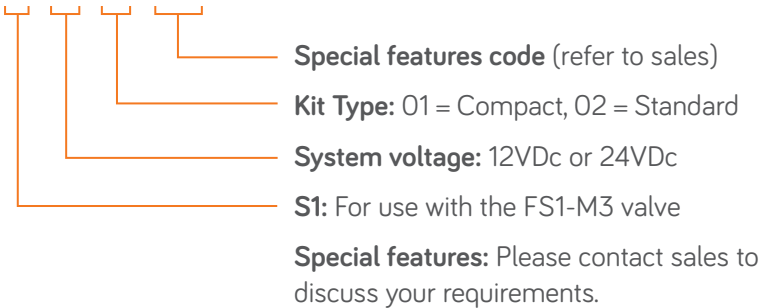 Special features code (refer to sales)
Kit Type: 01 = Compact, 02 = Standard
System voltage: 12VDc or 24VDc
S1: For use with the FS1-M3 valve
Special features: Please contact sales to
discuss your requirements.